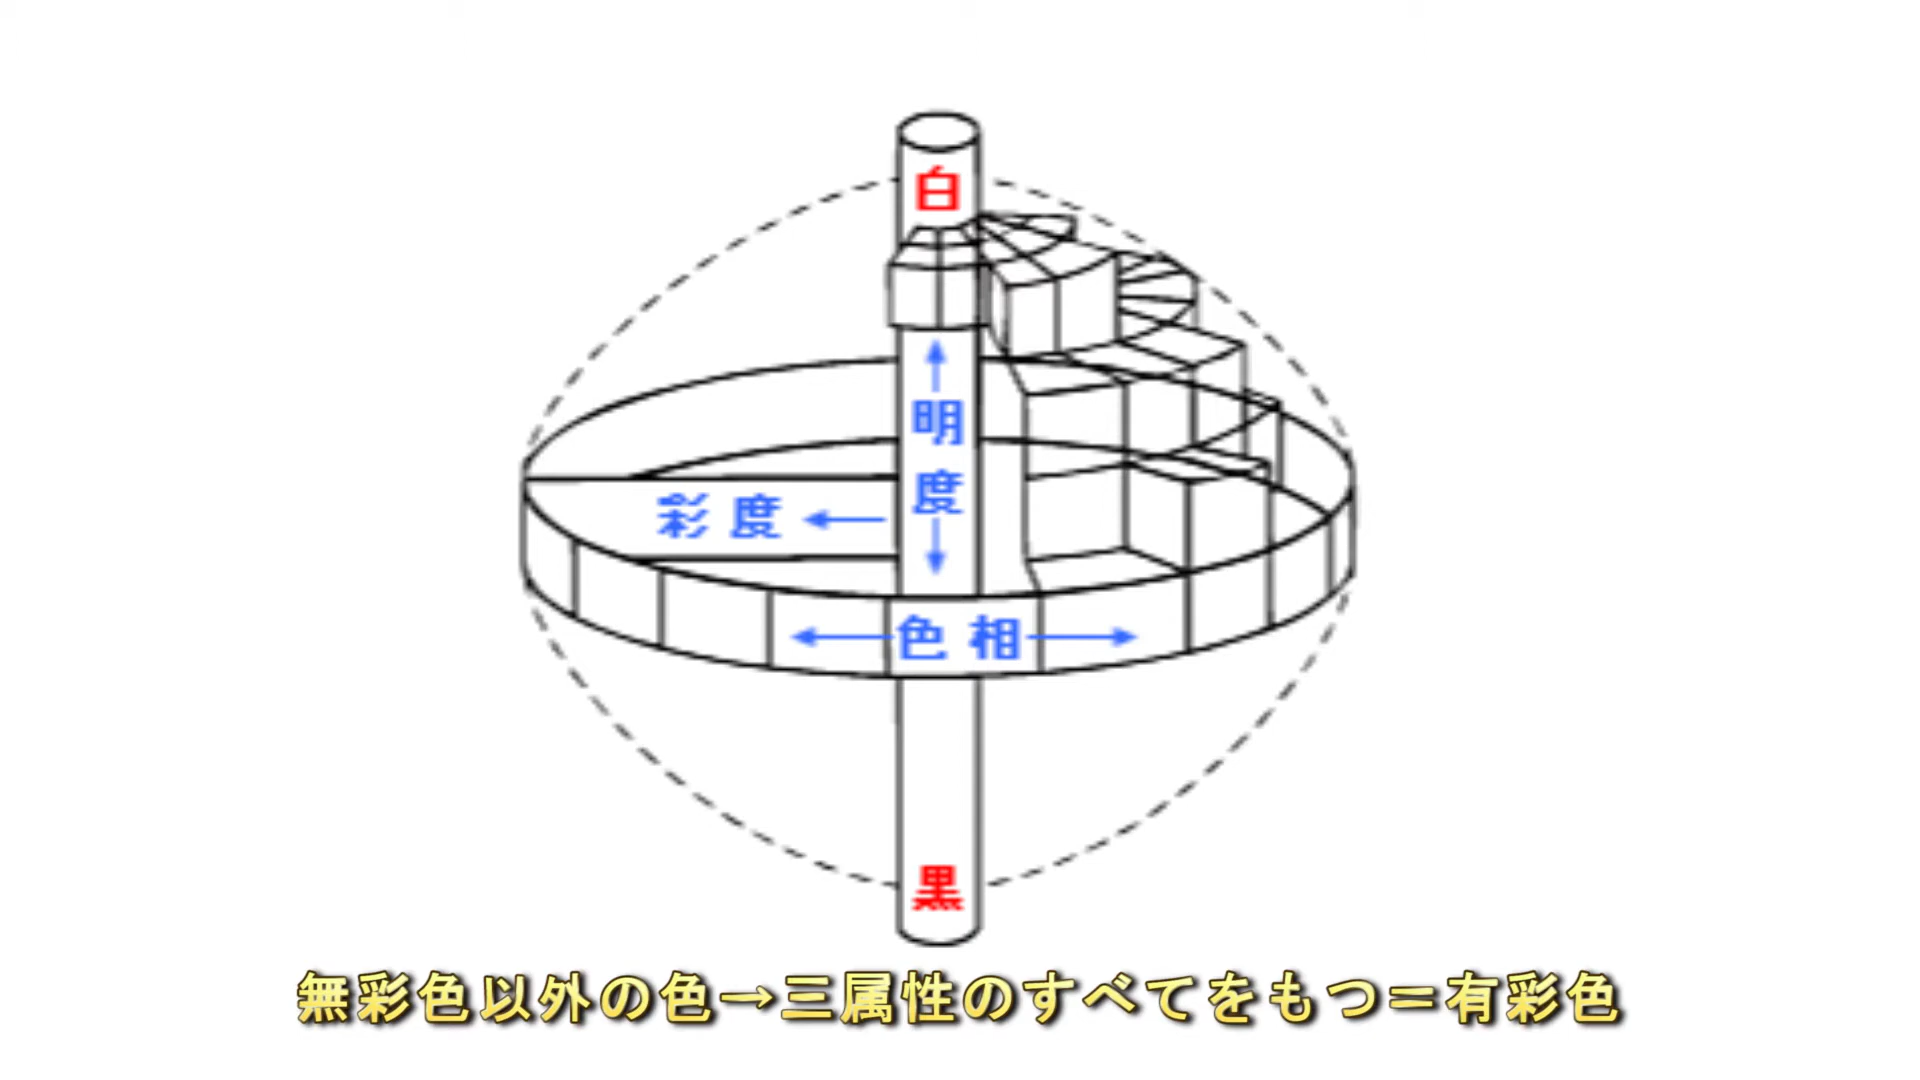 白
明度
彩度
色相
黒
無彩色以外の色→三属性のすべてをもつ＝有彩色